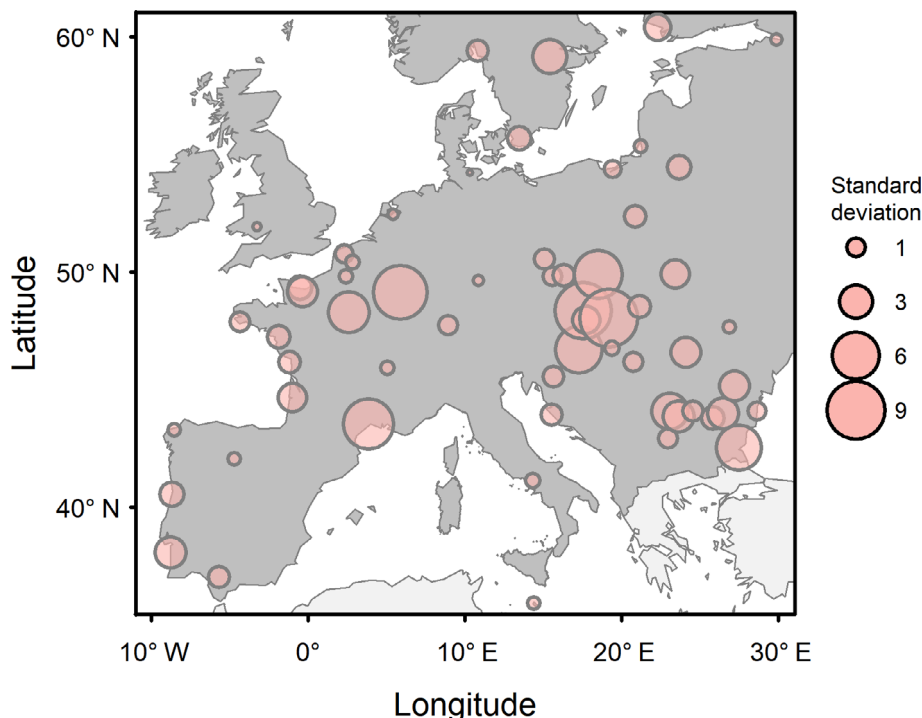 60° N
50° N
40° N
Latitude
10° W
0°
10° E
20° E
30° E
Longitude
Standard
deviation
1
3
6
9